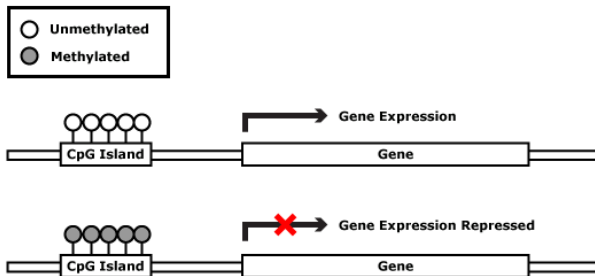 Unmethylated
Methylated
Gene Expression
CpG Island
Gene
Gene Expression Repressed
CpG Island
Gene